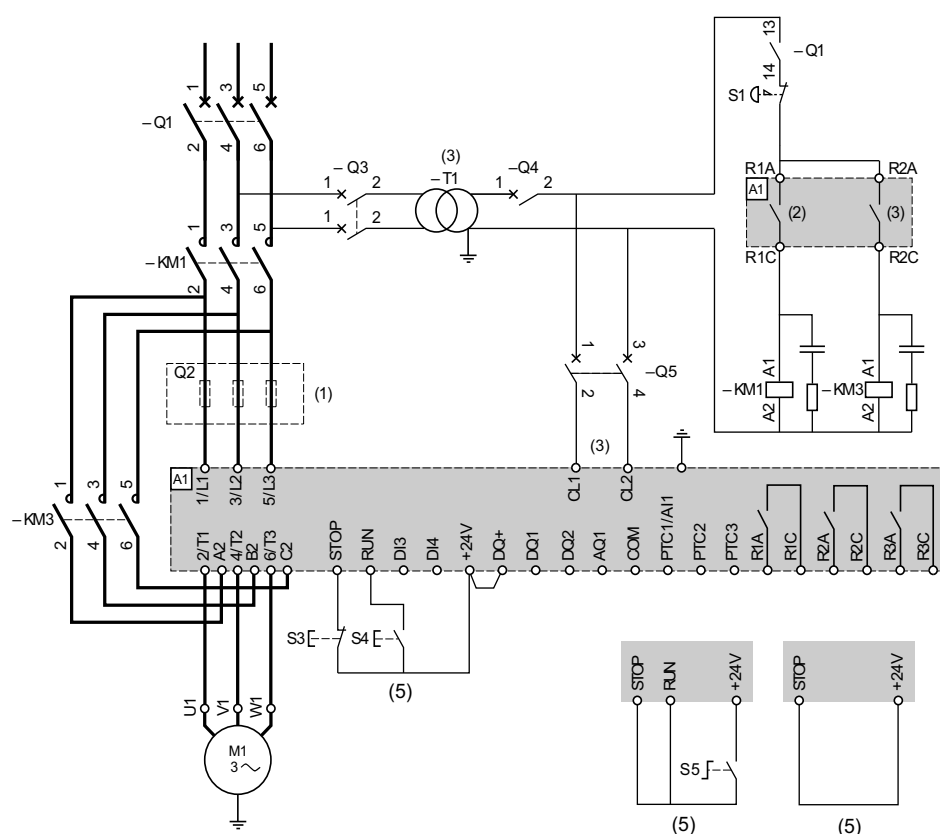 13
–Q1
14
S1
1 3 5
–Q1
2 4 6
(3)
–Q3 –T1 –Q4
1 2 1 2
1 2
R1A R2A
A1
(2) (3)
R1C R2C
1 3 5
–KM1
2 4 6
1 3
–Q5
2 4
A1 A1
–KM1 –KM3
A2 A2
Q2
(1)
(3)
A1
1/L1 3/L2 5/L3 CL1 CL2
1 3 5
–KM3
2 4 6
2/T1 A2 4/T2 B2 6/T3 C2 STOP RUN DI3 DI4 +24V DQ+ DQ1 DQ2 AQ1 COM PTC1/AI1 PTC2 PTC3 R1A R1C R2A R2C R3A R3C
S3 S4
(5)
STOP RUN +24V
STOP +24V
U1 V1 W1
M1
3
S5
(5) (5)